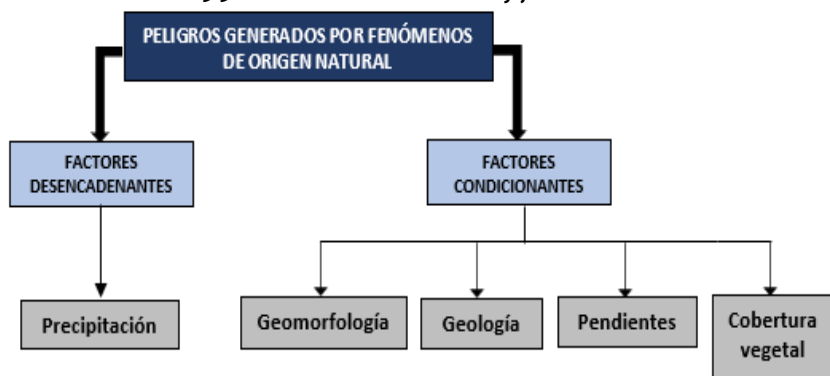 PELIGROS GENERADOS POR FENÓMENOS
DE ORIGEN NATURAL
FACTORES
DESENCADENANTES
FACTORES
CONDICIONANTES
Precipitación
Geomorfología
Geología
Pendientes
Cobertura
vegetal